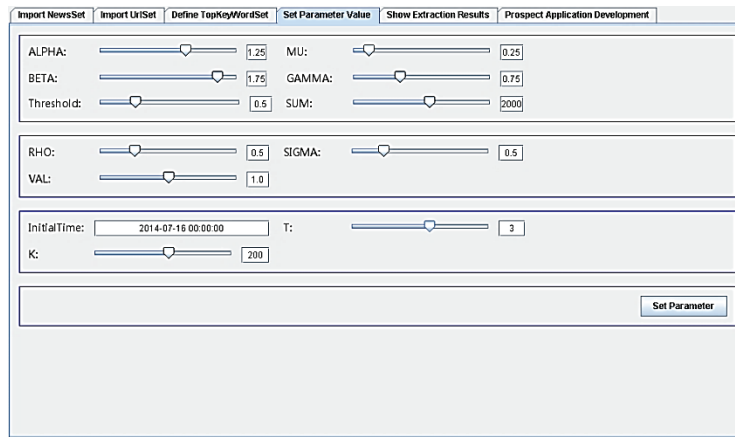 Import NewsSet Import UrlSet Define TopKeyWordSet Set Parameter Value Show Extraction Results Prospect Application Development
ALPHA: 1.25 MU: 0.25
BETA: 1.75 GAMMA: 0.75
Threshold: 0.5 SUM: 2000
RHO: 0.5 SIGMA: 0.5
VAL: 1.0
InitialTime: 2014-07-16 00:00:00 T: 3
K: 200
Set Parameter